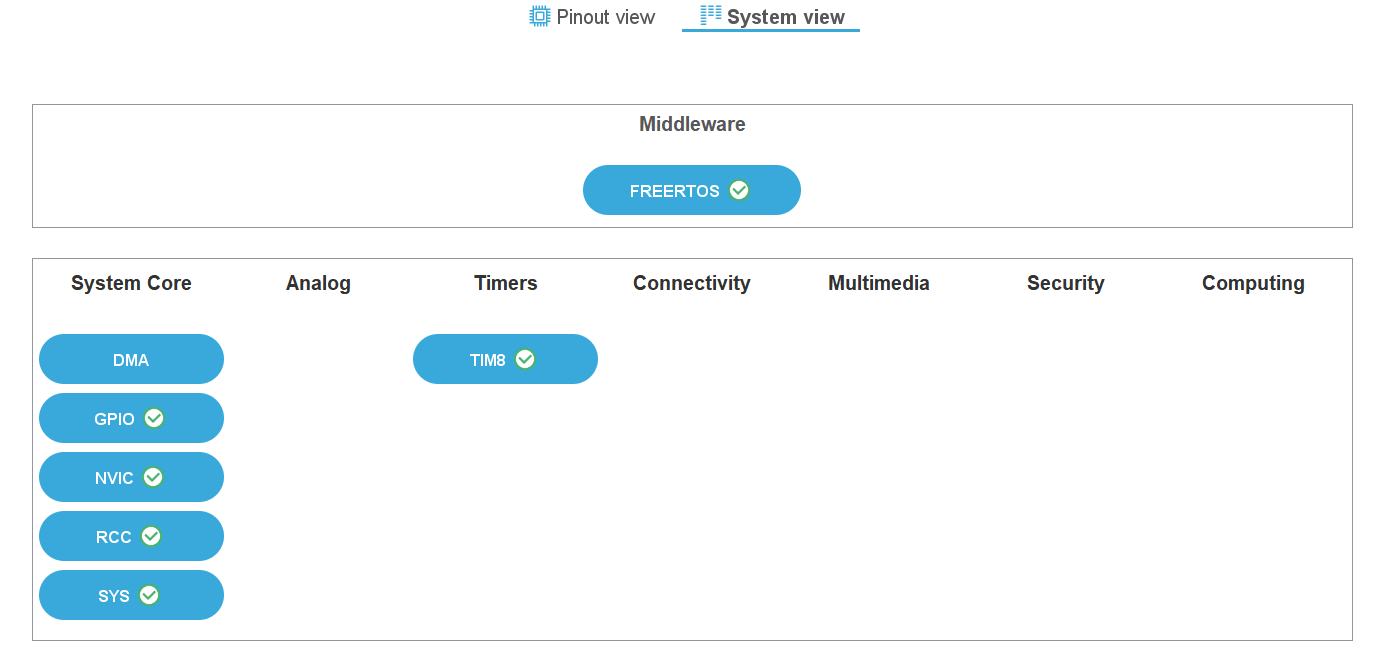 Pinout view System view
Middleware
FREERTOS
System Core Analog Timers Connectivity Multimedia Security Computing
DMA TIM8
GPIO
NVIC
RCC
SYS